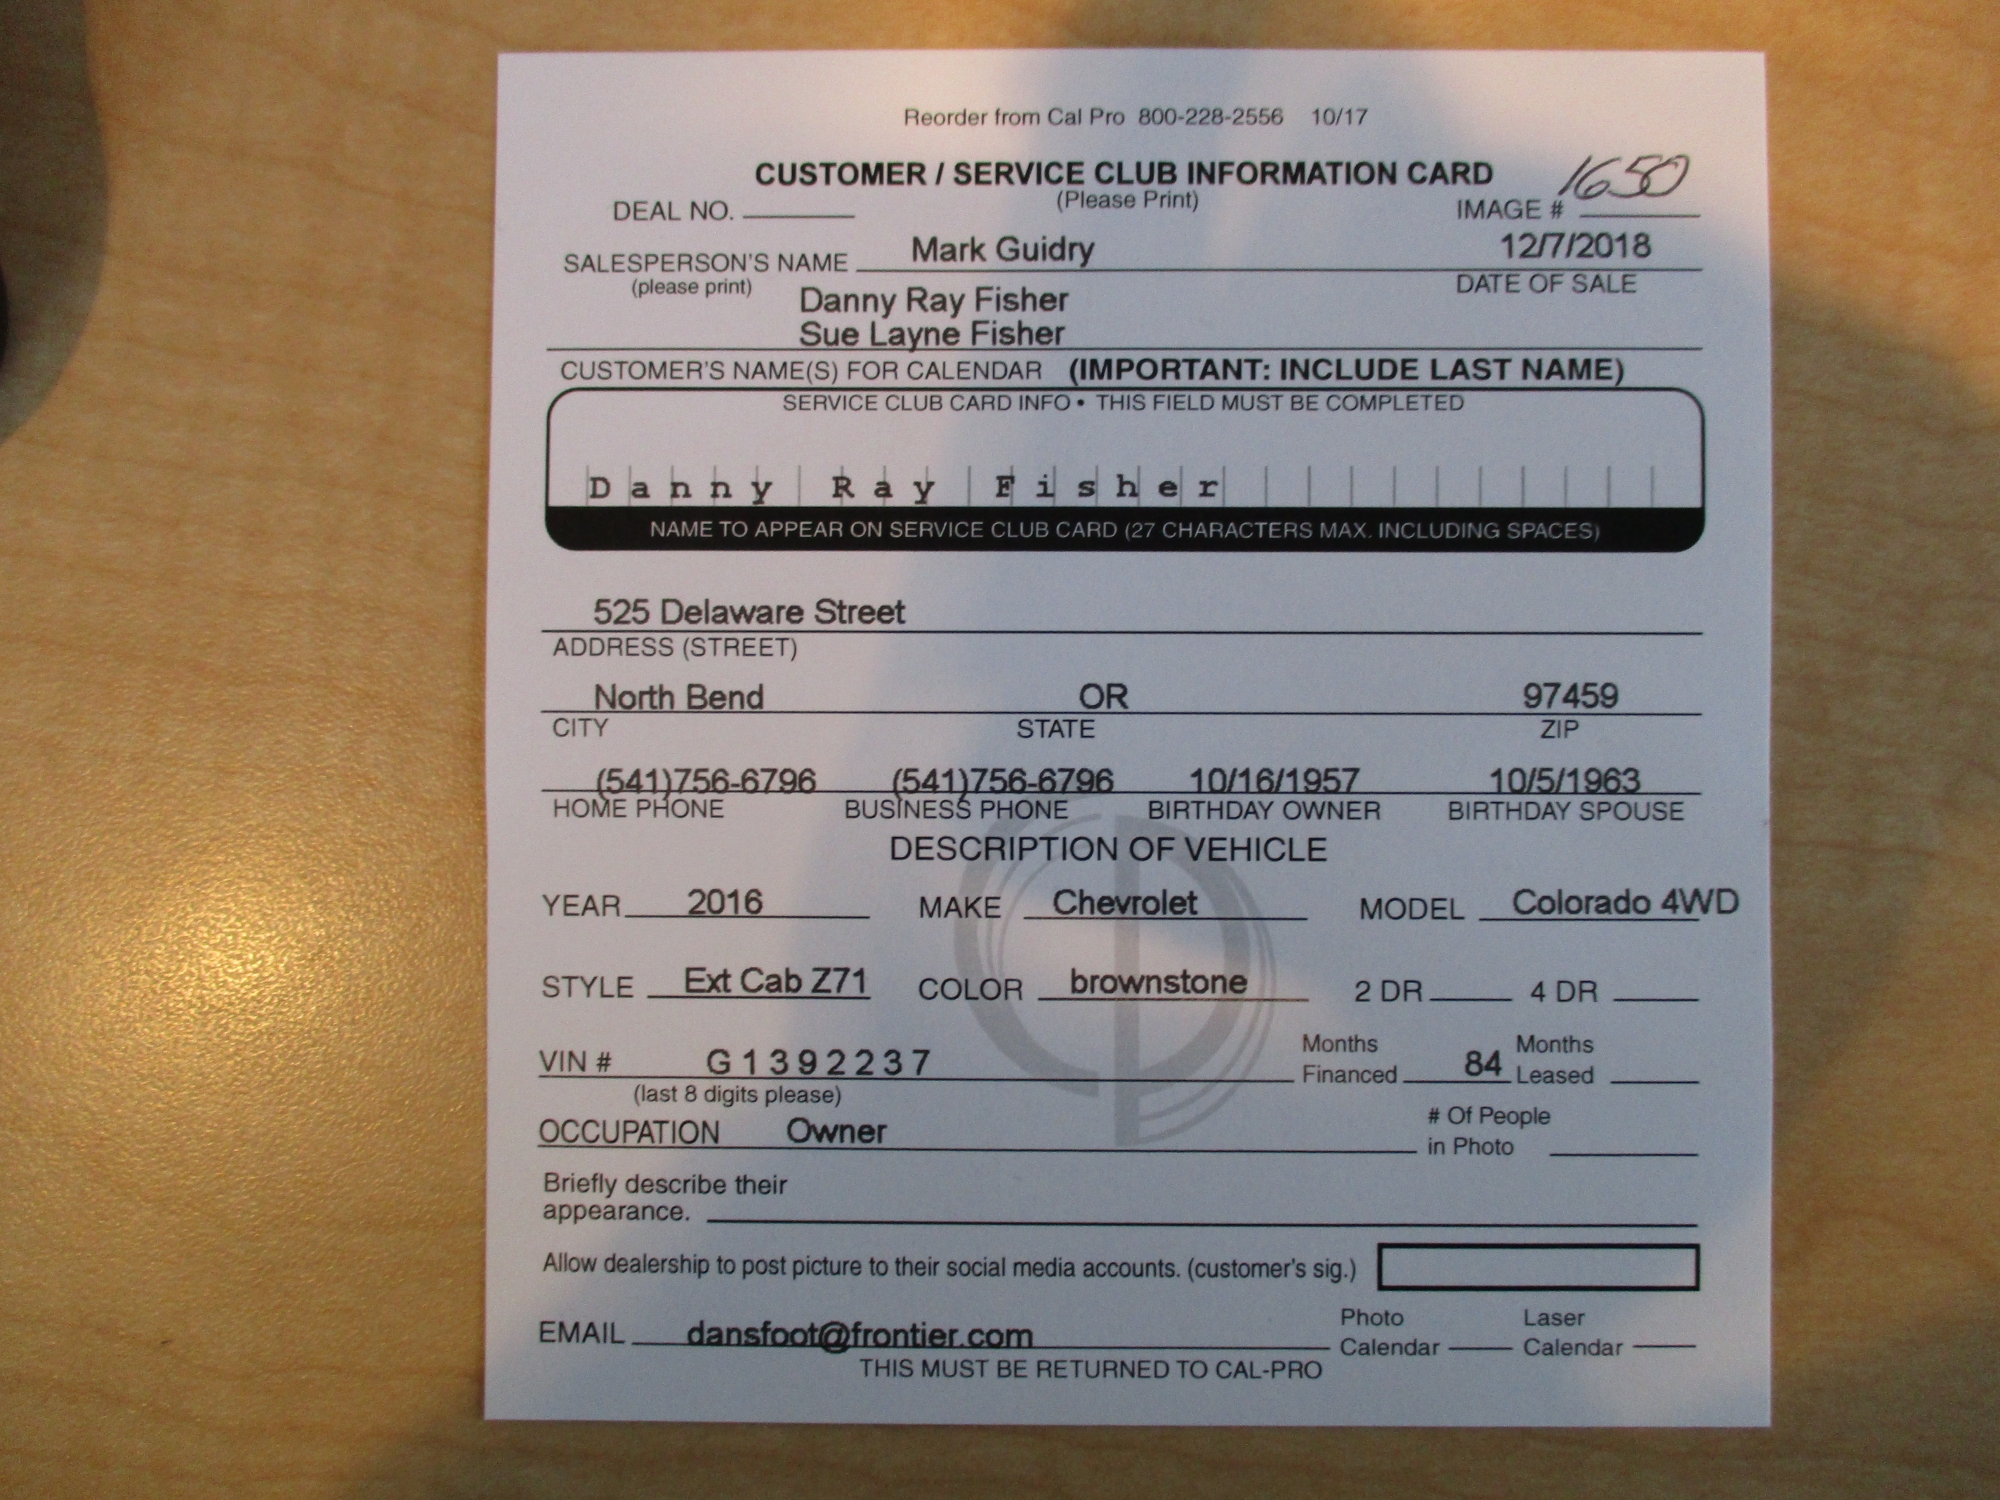 Reorder from Cal Pro 800-228-2556 10/17
CUSTOMER / SERVICE CLUB INFORMATION CARD 1650
(Please Print)
DEAL NO. IMAGE #
SALESPERSON'S NAME Mark Guidry 12/7/2018
(please print) DATE OF SALE
Danny Ray Fisher
Sue Layne Fisher
CUSTOMER'S NAME(S) FOR CALENDAR (IMPORTANT: INCLUDE LAST NAME)
SERVICE CLUB CARD INFO • THIS FIELD MUST BE COMPLETED
Danny Ray Fisher
NAME TO APPEAR ON SERVICE CLUB CARD (27 CHARACTERS MAX. INCLUDING SPACES)
525 Delaware Street
ADDRESS (STREET)
North Bend OR 97459
CITY STATE ZIP
(541)756-6796 (541)756-6796 10/16/1957 10/5/1963
HOME PHONE BUSINESS PHONE BIRTHDAY OWNER BIRTHDAY SPOUSE
DESCRIPTION OF VEHICLE
YEAR 2016 MAKE Chevrolet MODEL Colorado 4WD
STYLE Ext Cab Z71 COLOR brownstone 2 DR 4 DR
VIN # G1392237 Months Financed 84 Months Leased
(last 8 digits please)
OCCUPATION Owner # Of People in Photo
Briefly describe their
appearance.
Allow dealership to post picture to their social media accounts. (customer's sig.)
EMAIL dansfoot@frontier.com Photo Calendar Laser Calendar
THIS MUST BE RETURNED TO CAL-PRO